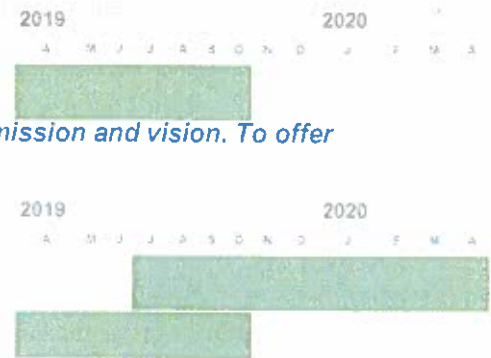 2019 2020
A M J J A S O N D J F M A
mission and vision. To offer
2019 2020
A M J J A S O N D J F M A